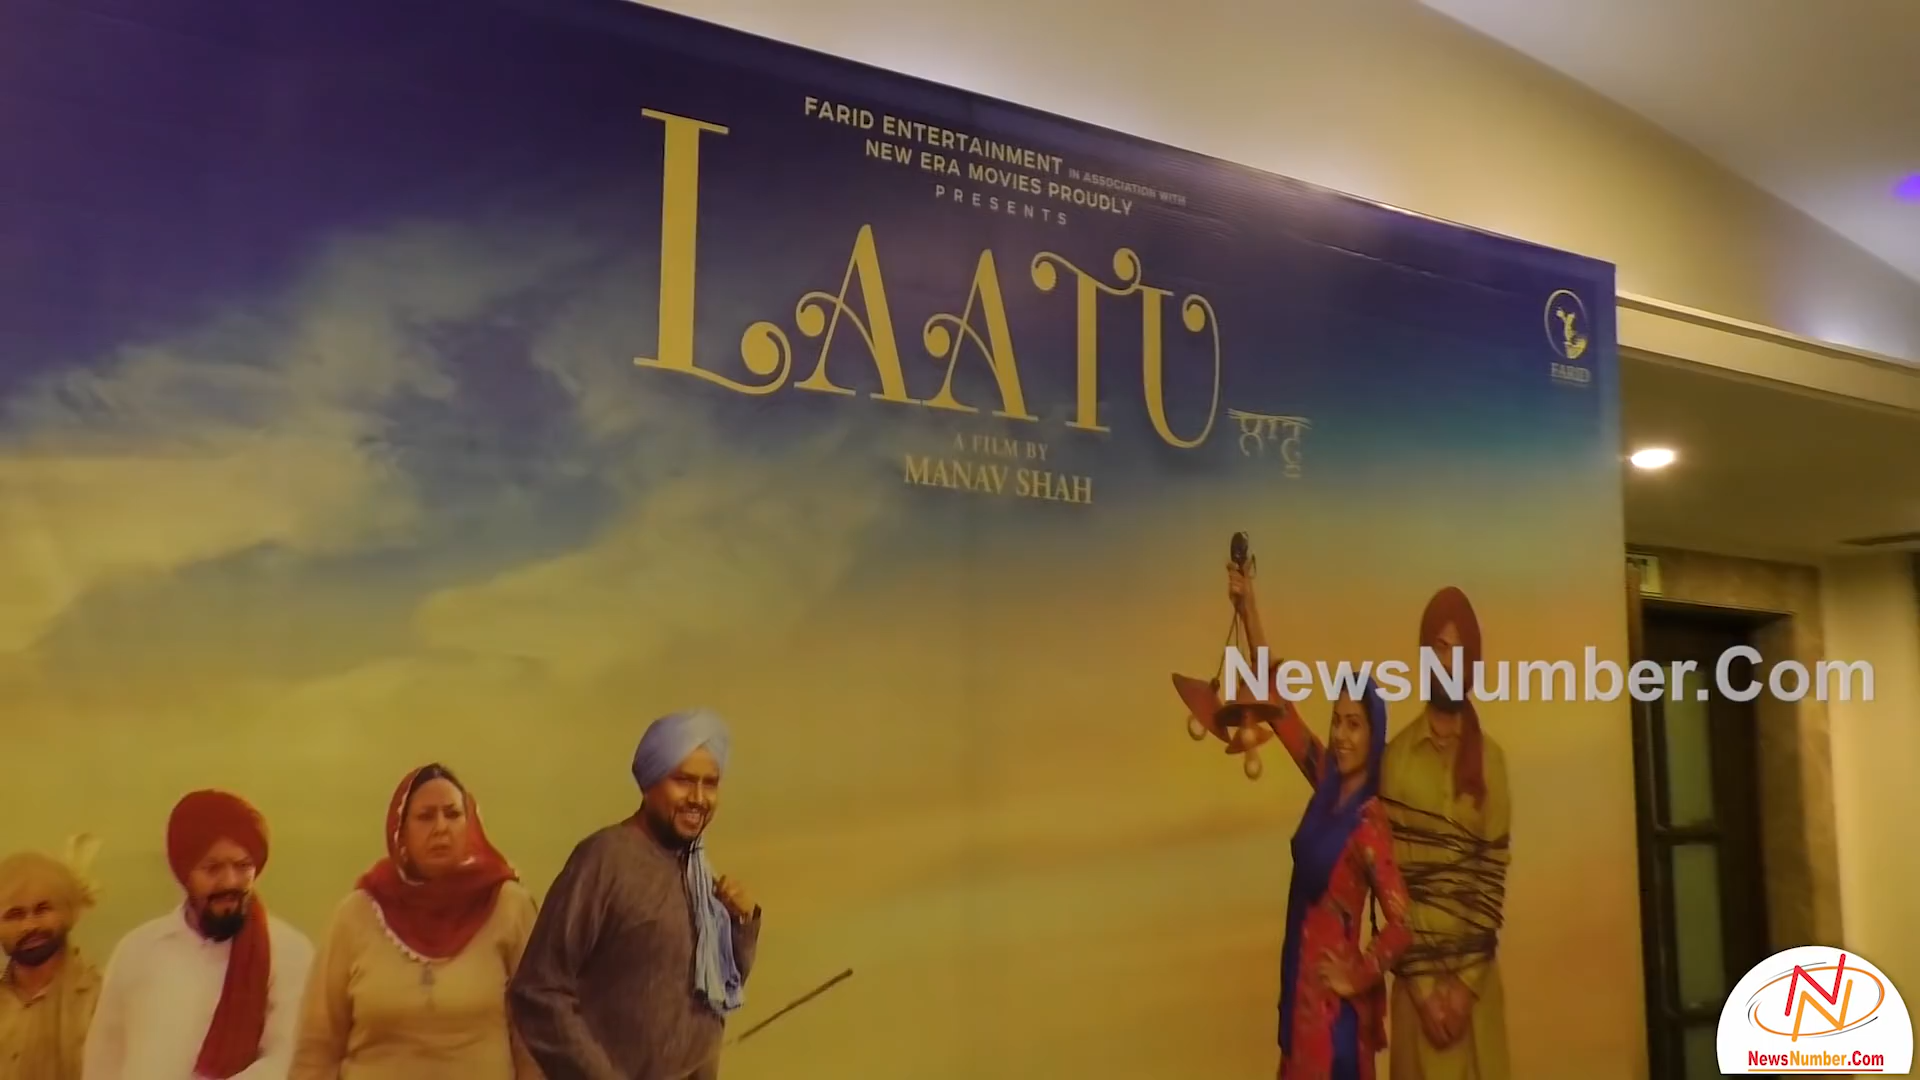 FARID ENTERTAINMENT IN ASSOCIATION WITH
NEW ERA MOVIES PROUDLY
PRESENTS
LAATU
ਲਾਟੂ
A FILM BY
MANAV SHAH
FARID
NewsNumber.Com
NewsNumber.Com